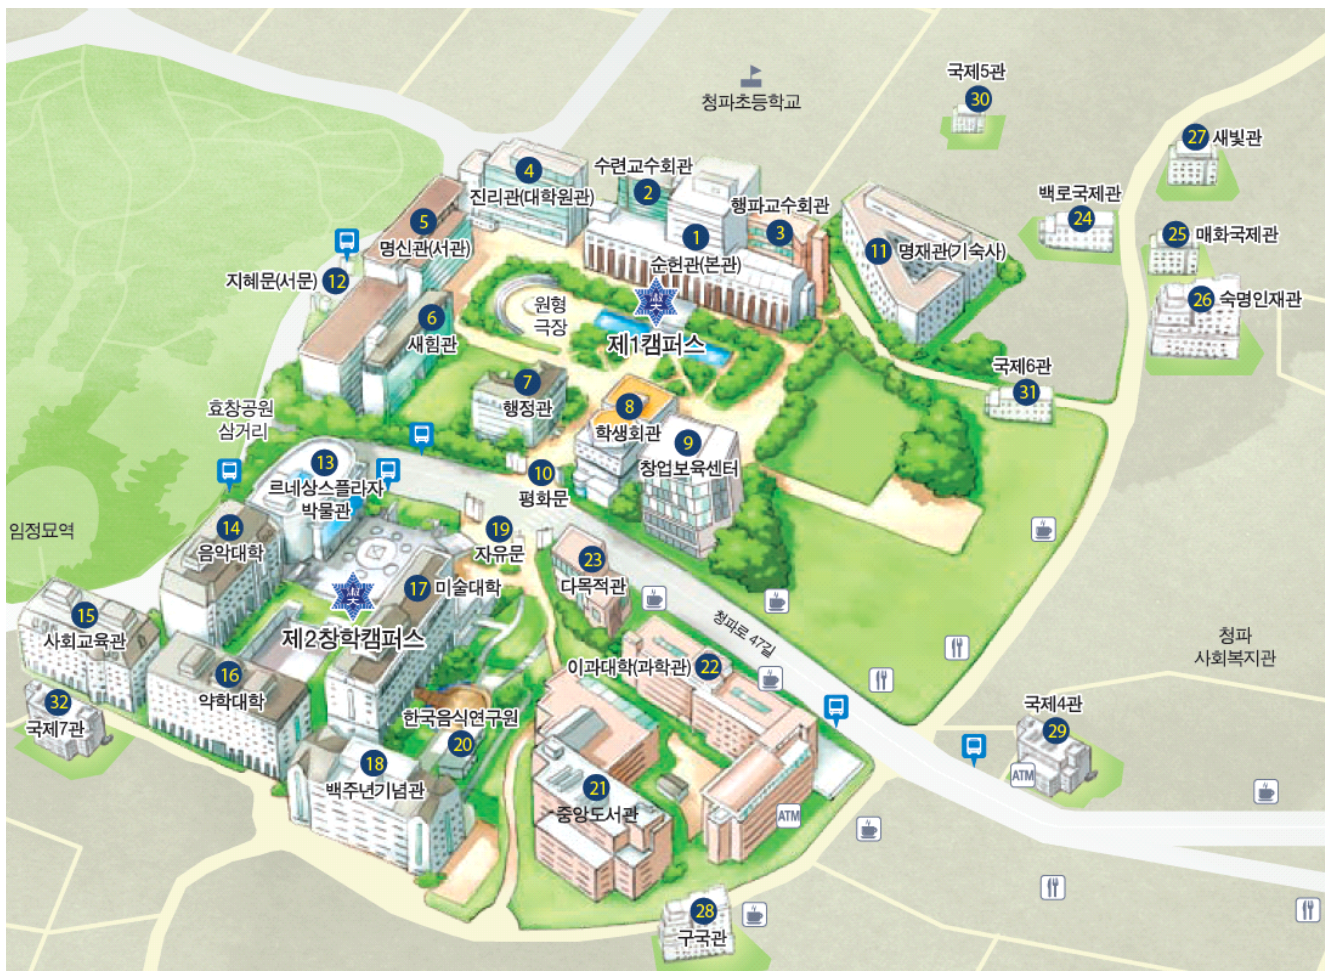 국제5관
30
청파초등학교
27 새빛관
4
진리관(대학원관)
수련교수회관
2
백로국제관
24
행파교수회관
3
5
명신관(서관)
1
순헌관(본관)
11 명재관(기숙사)
25 매화국제관
지혜문(서문) 12
26 숙명인재관
원형
극장
6
새힘관
제1캠퍼스
국제6관
31
7
행정관
8
학생회관
효창공원
삼거리
9
창업보육센터
13
르네상스플라자
박물관
10
평화문
임정묘역
14
음악대학
19
자유문
23
다목적관
17 미술대학
15
사회교육관
제2창학캠퍼스
청파로 47길
청파
사회복지관
이과대학(과학관) 22
16
약학대학
32
국제7관
한국음식연구원
20
국제4관
29
18
백주년기념관
ATM
21
중앙도서관
ATM
28
구국관